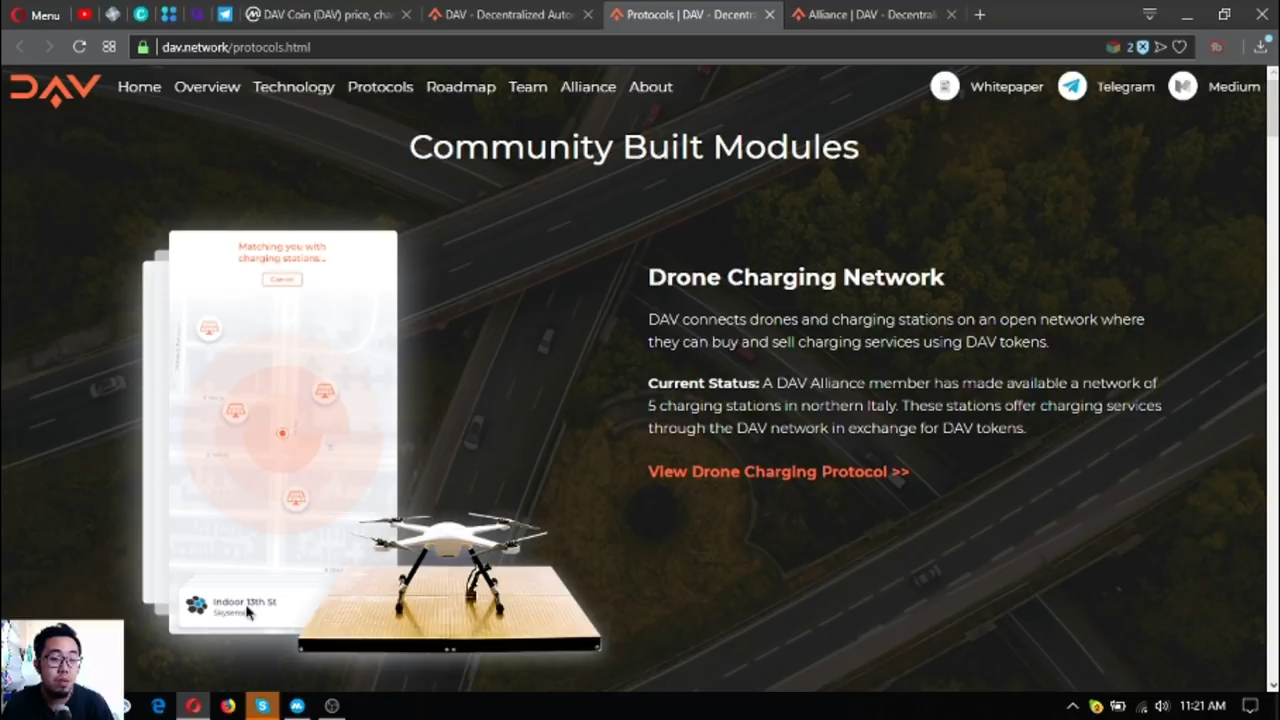 Menu
DAV Coin (DAV) price, cha
DAV - Decentralized Auto
Protocols | DAV - Decentr
Alliance | DAV - Decentral
dav.network/protocols.html
2
DAV
Home
Overview
Technology
Protocols
Roadmap
Team
Alliance
About
Whitepaper
Telegram
Medium
Community Built Modules
Matching you with
charging stations...
Cancel
Drone Charging Network
DAV connects drones and charging stations on an open network where
they can buy and sell charging services using DAV tokens.
Current Status: A DAV Alliance member has made available a network of
5 charging stations in northern Italy. These stations offer charging services
through the DAV network in exchange for DAV tokens.
View Drone Charging Protocol >>
Indoor 13th St
11:21 AM